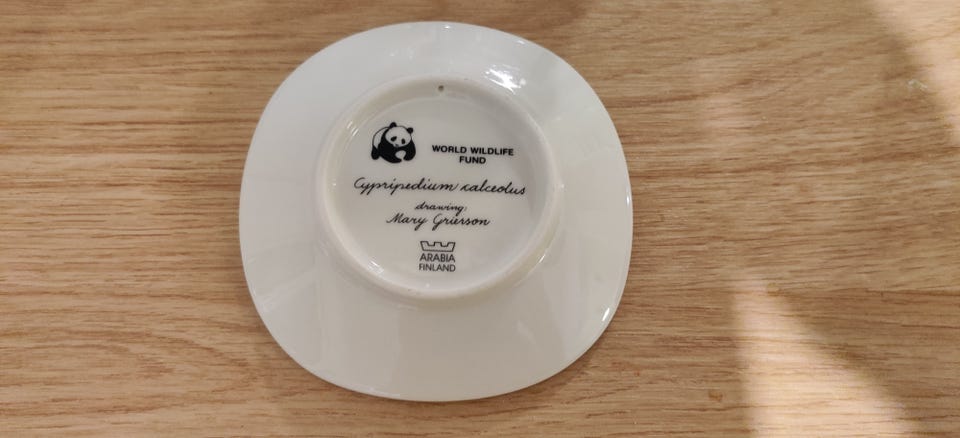 WORLD WILDLIFE
FUND
Cypripedium calceolus
drawing:
Mary Grierson
ARABIA
FINLAND